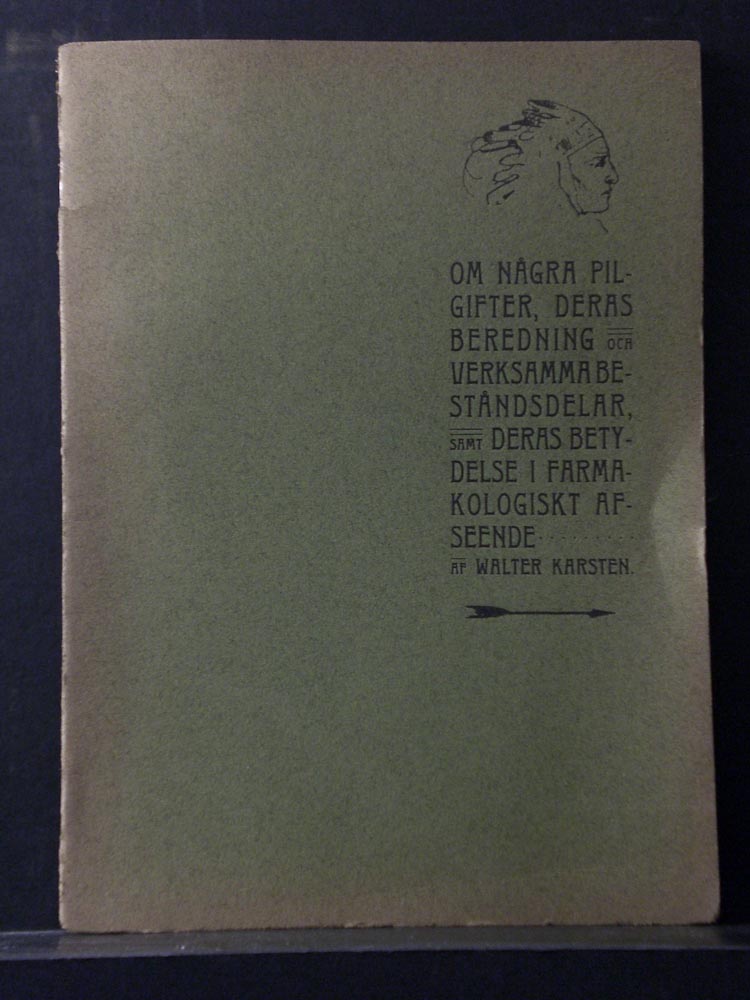 OM NÅGRA PIL-
GIFTER, DERAS
BEREDNING OCH
VERKSAMMA BE-
STÅNDSDELAR,
SAMT DERAS BETY-
DELSE I FARMA-
KOLOGISKT AF-
SEENDE·········
AF WALTER KARSTEN.